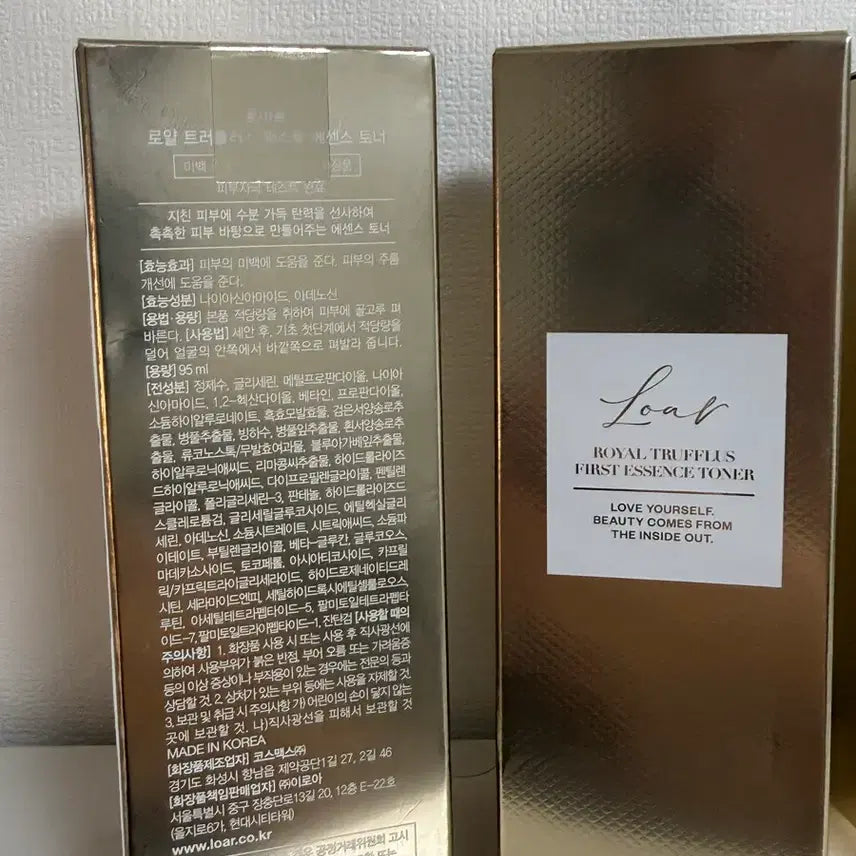 로얄 트러플러스 퍼스트 에센스 토너
미백
피부자극 테스트 완료
지친 피부에 수분 가득 탄력을 선사하여
촉촉한 피부 바탕으로 만들어주는 에센스 토너
[효능효과] 피부의 미백에 도움을 준다. 피부의 주름
개선에 도움을 준다.
[효능성분] 나이아신아마이드, 아데노신
[용법·용량] 본품 적당량을 취하여 피부에 골고루 펴
바른다. [사용법] 세안 후, 기초 첫단계에서 적당량을
덜어 얼굴의 안쪽에서 바깥쪽으로 펴발라 줍니다.
[용량] 95 ml
[전성분] 정제수, 글리세린, 메틸프로판다이올, 나이아
신아마이드, 1,2-헥산다이올, 베타인, 프로판다이올,
소듐하이알루로네이트, 흑효모발효물, 검은서양송로추
출물, 병풀추출물, 빙하수, 병풀잎추출물, 흰서양송로추
출물, 류코노스톡/무발효여과물, 블루아가베잎추출물,
하이알루로닉애씨드, 리마콩씨추출물, 하이드롤라이즈
드하이알루로닉애씨드, 다이프로필렌글라이콜, 펜틸렌
글라이콜, 폴리글리세린-3, 판테놀, 하이드롤라이즈드
스클레로튬검, 글리세릴글루코사이드, 에틸헥실글리
세린, 아데노신, 소듐시트레이트, 시트릭애씨드, 소듐파
이테이트, 부틸렌글라이콜, 베타-글루칸, 글루코오스
마데카소사이드, 토코페롤, 아시아티코사이드, 카프릴
릭/카프릭트라이글리세라이드, 하이드로제네이티드레
시틴, 세라마이드엔피, 세틸하이드록시에틸셀룰로오스
루틴, 아세틸테트라펩타이드-5, 팔미토일테트라펩타
이드-7, 팔미토일트라이펩타이드-1, 잔탄검 [사용할 때의
주의사항] 1. 화장품 사용 시 또는 사용 후 직사광선에
의하여 사용부위가 붉은 반점, 부어 오름 또는 가려움증
등의 이상 증상이나 부작용이 있는 경우에는 전문의 등과
상담할 것. 2. 상처가 있는 부위 등에는 사용을 자제할 것.
3. 보관 및 취급 시 주의사항 가) 어린이의 손이 닿지 않는
곳에 보관할 것. 나)직사광선을 피해서 보관할 것
MADE IN KOREA
[화장품제조업자] 코스맥스㈜
경기도 화성시 향남읍 제약공단1길 27, 2길 46
[화장품책임판매업자] ㈜이로아
서울특별시 중구 장충단로13길 20, 12층 E-22호
(을지로6가, 현대시티타워)
www.loar.co.kr
공정거래위원회 고시
Loar
ROYAL TRUFFLUS
FIRST ESSENCE TONER
LOVE YOURSELF.
BEAUTY COMES FROM
THE INSIDE OUT.